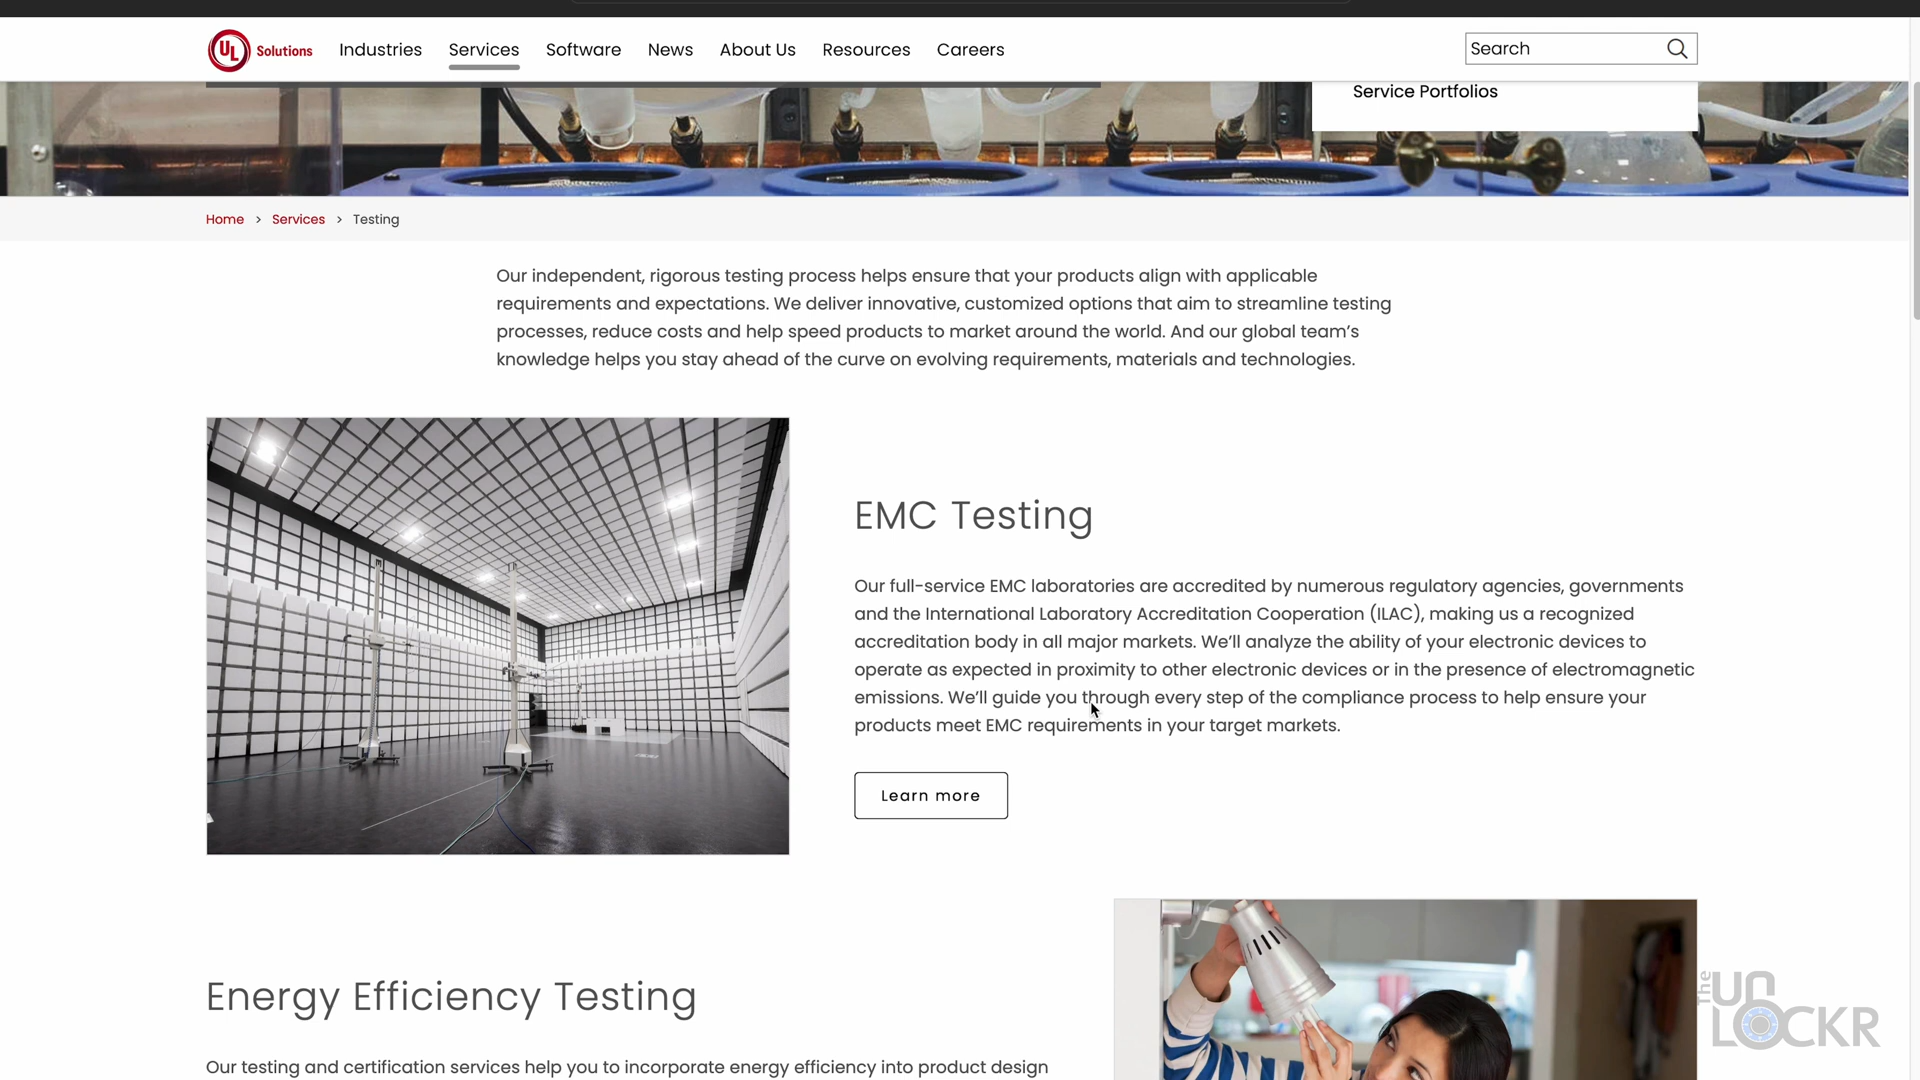 UL Solutions Industries Services Software News About Us Resources Careers Search
Service Portfolios
Home > Services > Testing
Our independent, rigorous testing process helps ensure that your products align with applicable
requirements and expectations. We deliver innovative, customized options that aim to streamline testing
processes, reduce costs and help speed products to market around the world. And our global team’s
knowledge helps you stay ahead of the curve on evolving requirements, materials and technologies.
EMC Testing
Our full-service EMC laboratories are accredited by numerous regulatory agencies, governments
and the International Laboratory Accreditation Cooperation (ILAC), making us a recognized
accreditation body in all major markets. We’ll analyze the ability of your electronic devices to
operate as expected in proximity to other electronic devices or in the presence of electromagnetic
emissions. We’ll guide you through every step of the compliance process to help ensure your
products meet EMC requirements in your target markets.
Learn more
Energy Efficiency Testing
Our testing and certification services help you to incorporate energy efficiency into product design
The
UN
LOCKR